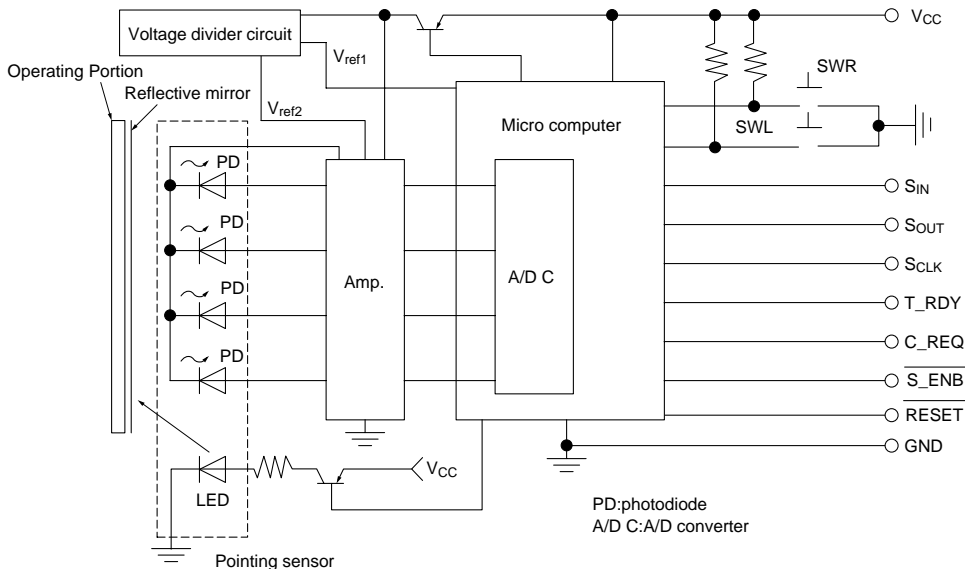 Voltage divider circuit
VCC
Vref1
Operating Portion
Reflective mirror
SWR
Vref2
Micro computer
SWL
PD
SIN
PD
SOUT
Amp.
A/D C
SCLK
PD
T_RDY
PD
C_REQ
S_ENB
RESET
GND
VCC
LED
PD:photodiode
A/D C:A/D converter
Pointing sensor